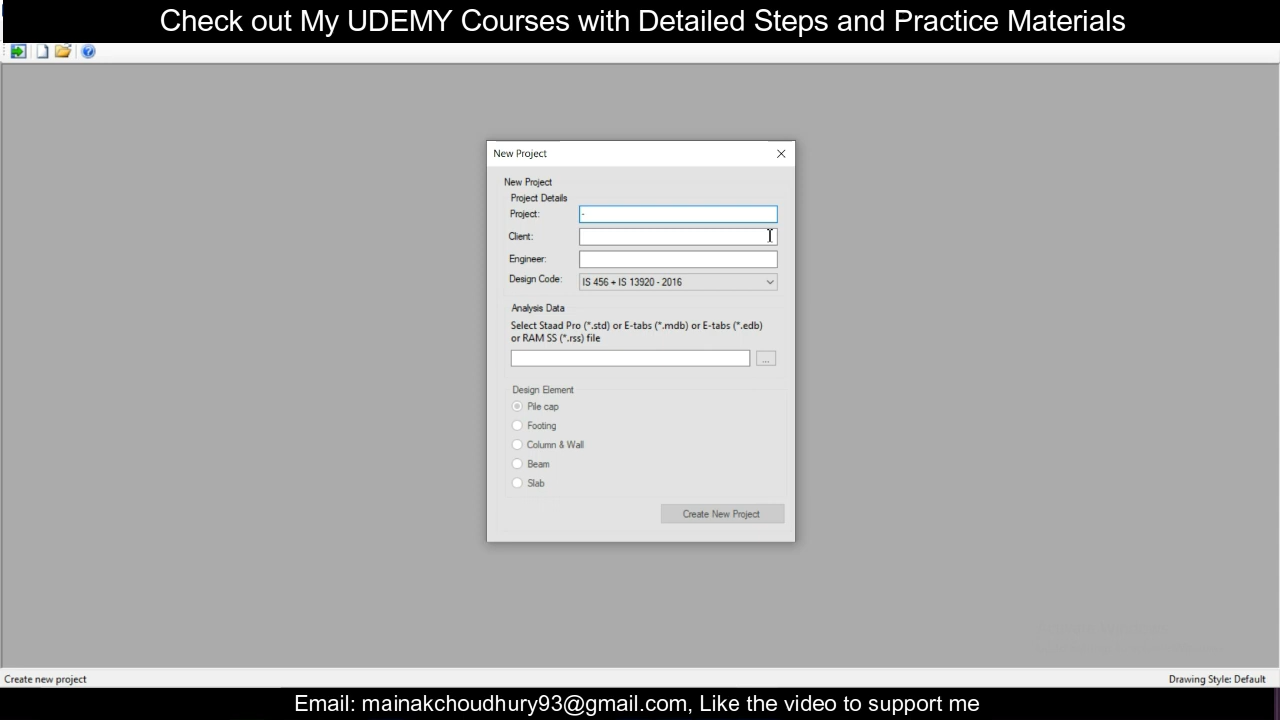 Check out My UDEMY Courses with Detailed Steps and Practice Materials
New Project
New Project
Project Details
Project: -
Client:
Engineer:
Design Code: IS 456 + IS 13920 - 2016
Analysis Data
Select Staad Pro (*.std) or E-tabs (*.mdb) or E-tabs (*.edb)
or RAM SS (*.rss) file
...
Design Element
Pile cap
Footing
Column & Wall
Beam
Slab
Create New Project
Create new project
Drawing Style: Default
Email: mainakchoudhury93@gmail.com, Like the video to support me